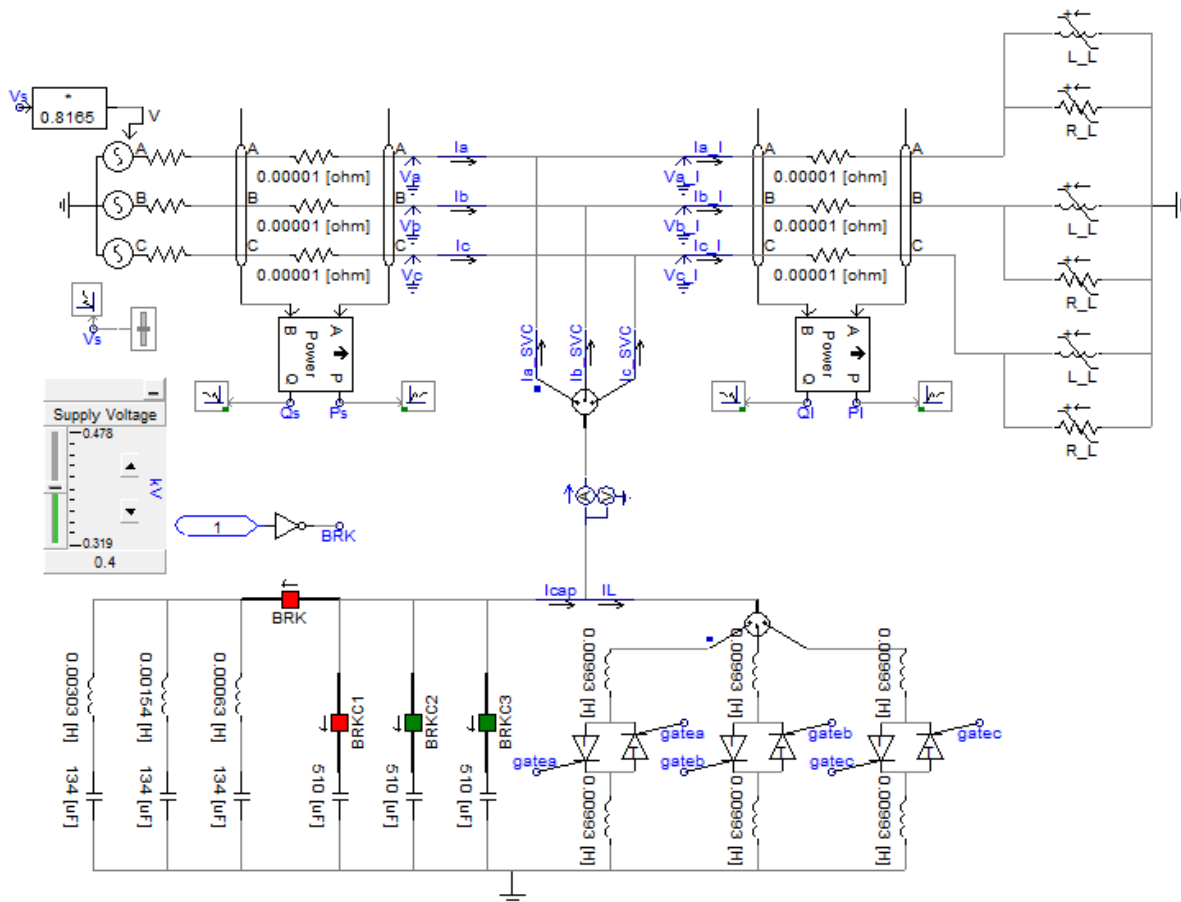 L_L
R_L
L_L
R_L
L_L
R_L
Vs
*
0.8165
V
A
B
C
A
B
C
0.00001 [ohm]
0.00001 [ohm]
0.00001 [ohm]
A
B
C
Va
Vb
Vc
Ia
Ib
Ic
Va_l
Vb_l
Vc_l
Ia_l
Ib_l
Ic_l
A
B
C
0.00001 [ohm]
0.00001 [ohm]
0.00001 [ohm]
A
B
C
Vs
B A
Power
Q P
Qs
Ps
B A
Power
Q P
Ql
Pl
Ia_SVC
Ib_SVC
Ic_SVC
Supply Voltage
0.478
kV
0.319
0.4
1
BRK
A
V
Icap
IL
BRK
0.00303 [H]
0.00154 [H]
0.00063 [H]
BRKC1
BRKC2
BRKC3
134 [uF]
134 [uF]
134 [uF]
510 [uF]
510 [uF]
510 [uF]
0.00993 [H]
0.00993 [H]
0.00993 [H]
gatea
gatea
gateb
gateb
gatec
gatec
0.00993 [H]
0.00993 [H]
0.00993 [H]